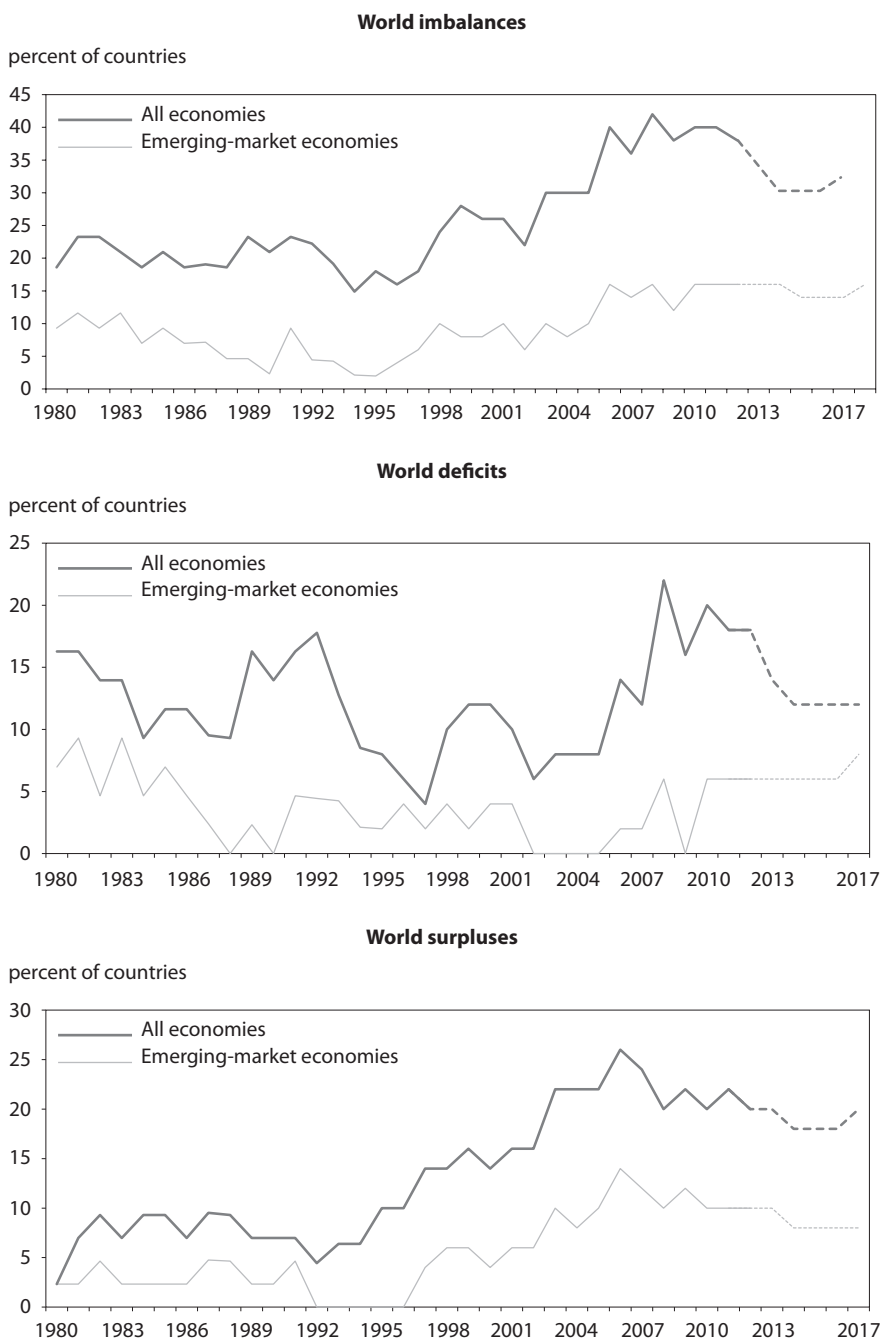 World imbalances
percent of countries
45
40
35
30
25
20
15
10
5
0
All economies
Emerging-market economies
1980 1983 1986 1989 1992 1995 1998 2001 2004 2007 2010 2013 2017
World deficits
percent of countries
25
20
15
10
5
0
All economies
Emerging-market economies
1980 1983 1986 1989 1992 1995 1998 2001 2004 2007 2010 2013 2017
World surpluses
percent of countries
30
25
20
15
10
5
0
All economies
Emerging-market economies
1980 1983 1986 1989 1992 1995 1998 2001 2004 2007 2010 2013 2017